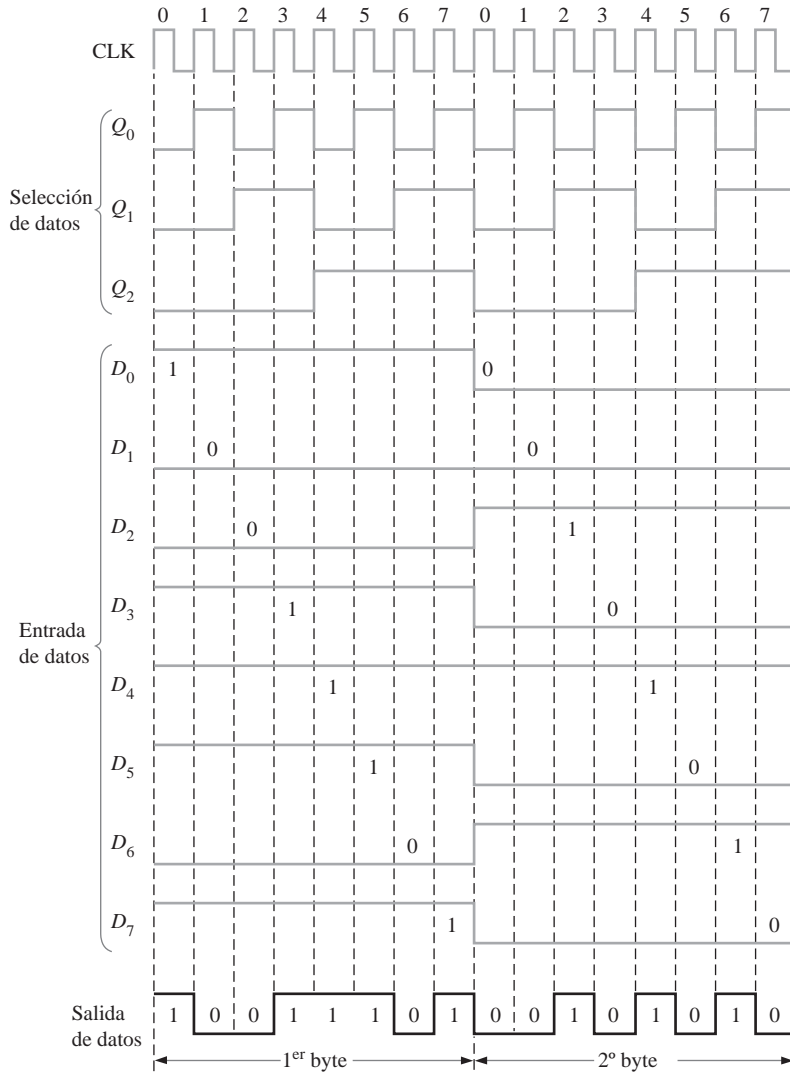 0 1 2 3 4 5 6 7 0 1 2 3 4 5 6 7
CLK
Q0
Selección
de datos
Q1
Q2
D0 1 0
D1 0 0
D2 0 1
D3 1 0
Entrada
de datos
D4 1 1
D5 1 0
D6 0 1
D7 1 0
Salida
de datos
1 0 0 1 1 1 0 1 0 0 1 0 1 0 1 0
1er byte 2º byte